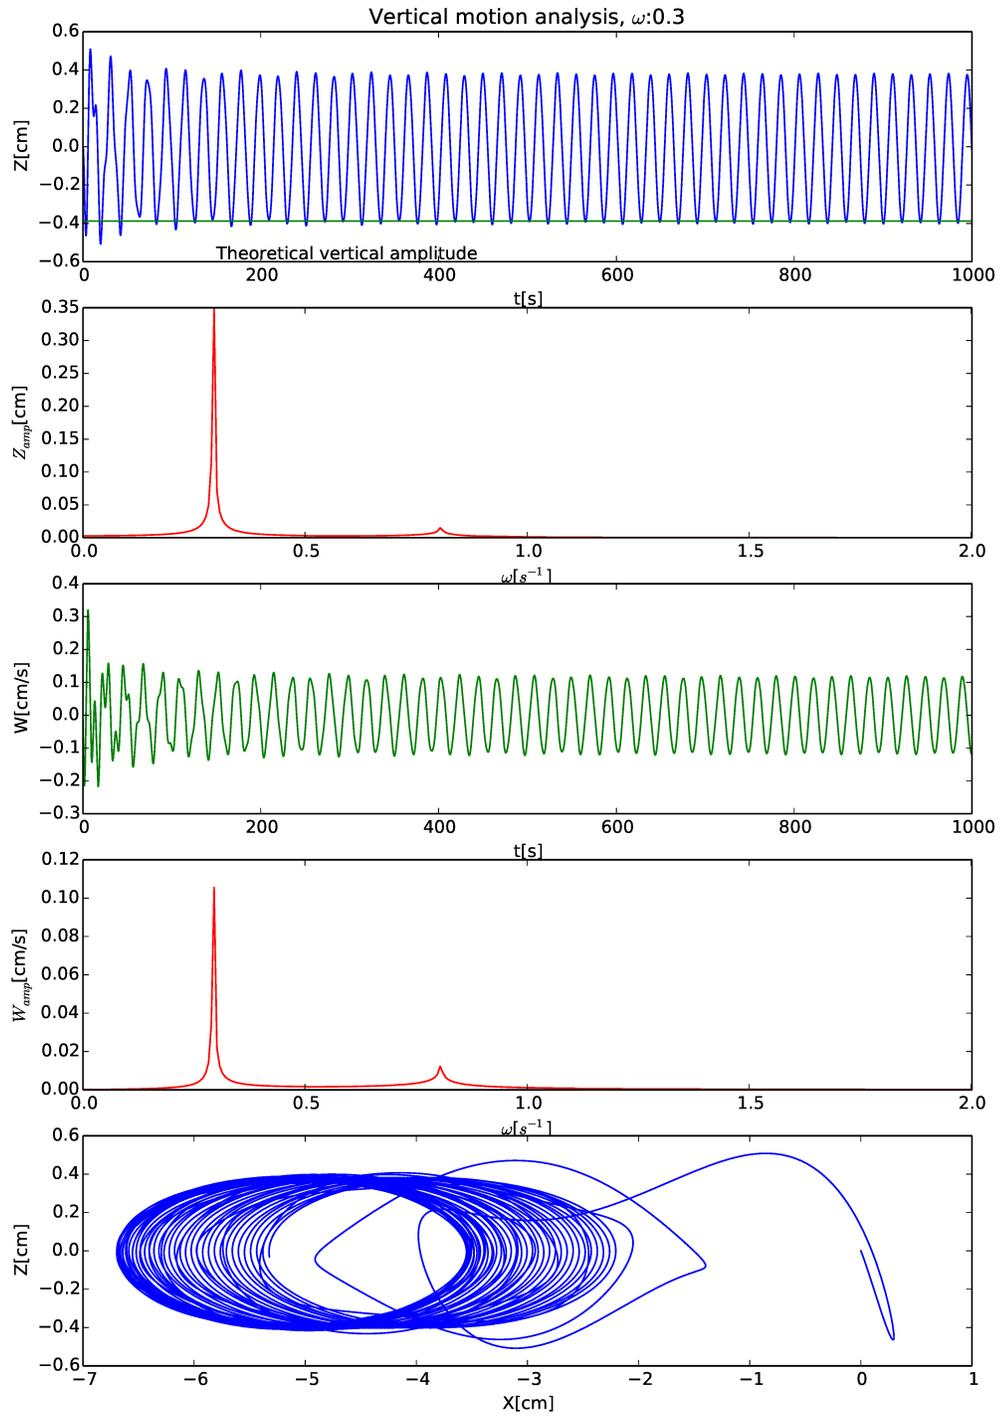 Vertical motion analysis, ω:0.3
0.6
0.4
0.2
0.0
−0.2
−0.4
−0.6
Z[cm]
Theoretical vertical amplitude
0 200 400 600 800 1000
t[s]
0.35
0.30
0.25
0.20
0.15
0.10
0.05
0.00
Z_amp[cm]
0.0 0.5 1.0 1.5 2.0
ω[s⁻¹]
0.4
0.3
0.2
0.1
0.0
−0.1
−0.2
−0.3
W[cm/s]
0 200 400 600 800 1000
t[s]
0.12
0.10
0.08
0.06
0.04
0.02
0.00
W_amp[cm/s]
0.0 0.5 1.0 1.5 2.0
ω[s⁻¹]
0.6
0.4
0.2
0.0
−0.2
−0.4
−0.6
Z[cm]
−7 −6 −5 −4 −3 −2 −1 0 1
X[cm]